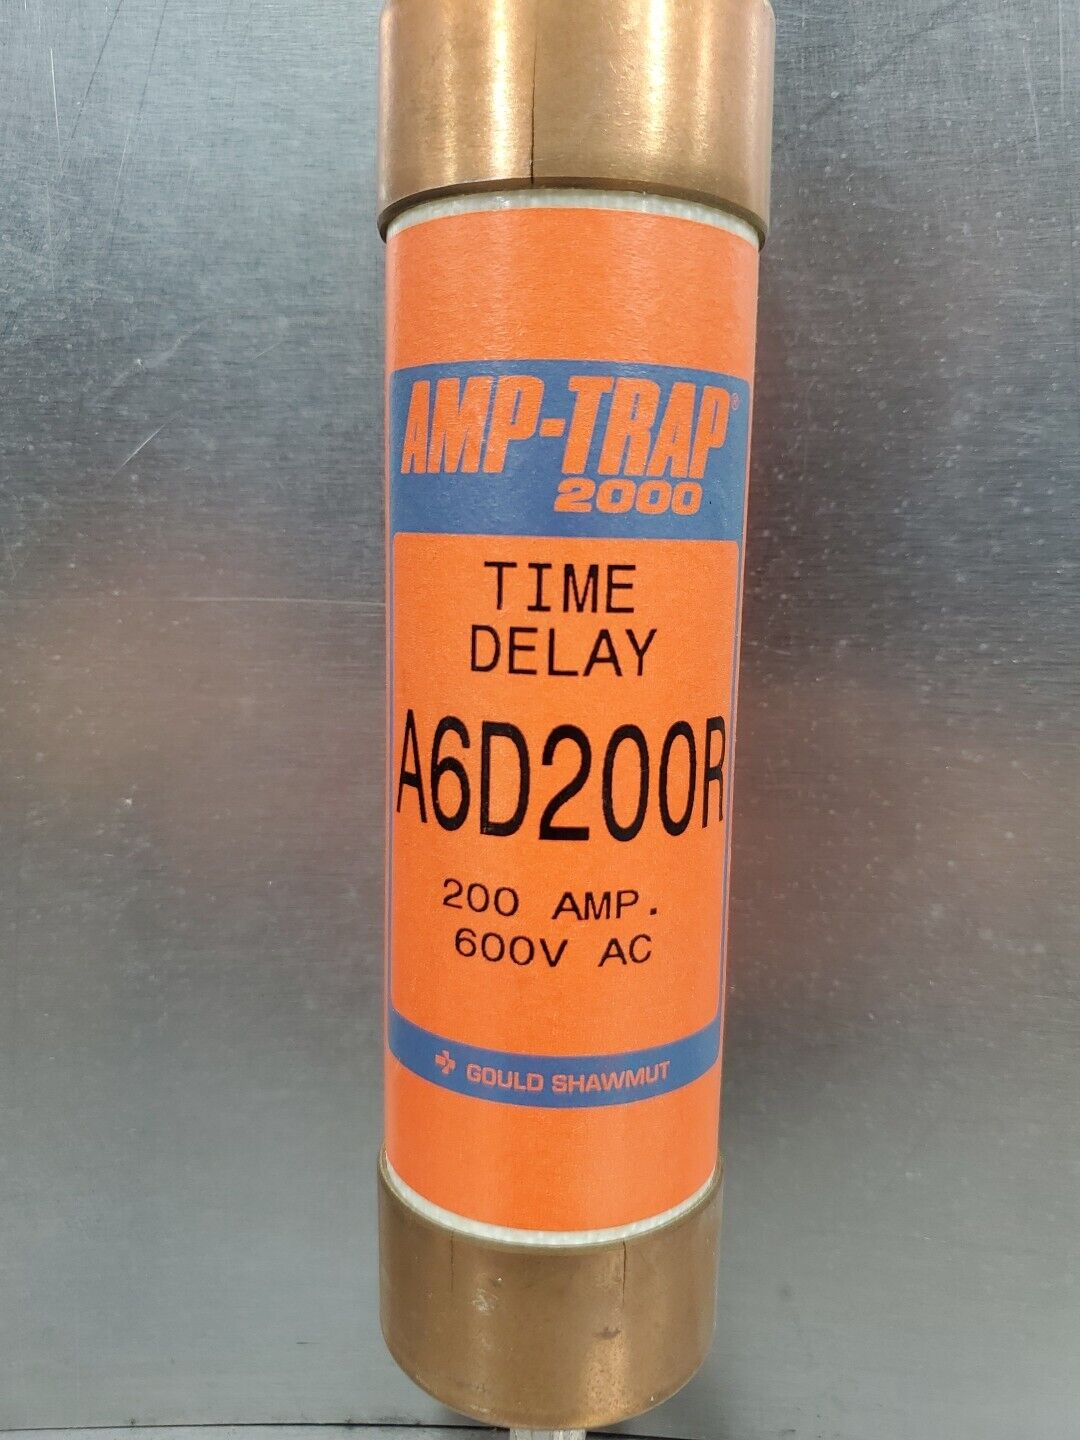 AMP-TRAP®
2000
TIME
DELAY
A6D200R
200 AMP.
600V AC
GOULD SHAWMUT